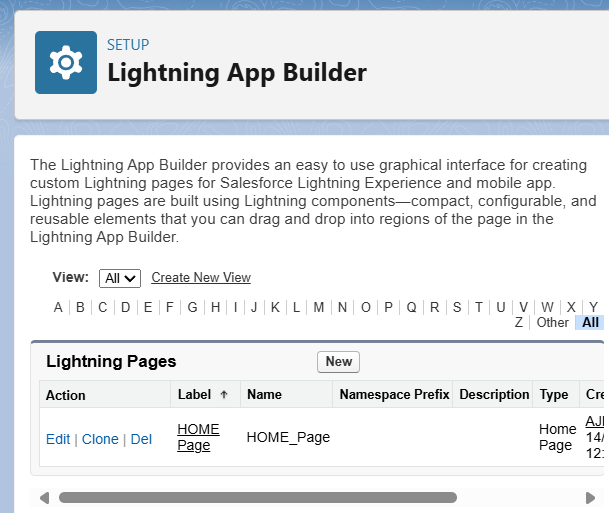 SETUP
Lightning App Builder
The Lightning App Builder provides an easy to use graphical interface for creating
custom Lightning pages for Salesforce Lightning Experience and mobile app.
Lightning pages are built using Lightning components—compact, configurable, and
reusable elements that you can drag and drop into regions of the page in the
Lightning App Builder.
View: All Create New View
A | B | C | D | E | F | G | H | I | J | K | L | M | N | O | P | Q | R | S | T | U | V | W | X | Y
Z | Other | All
Lightning Pages New
Action Label ↑ Name Namespace Prefix Description Type Cre
Edit | Clone | Del HOME HOME_Page Home AJI
Page Page 14/
12: